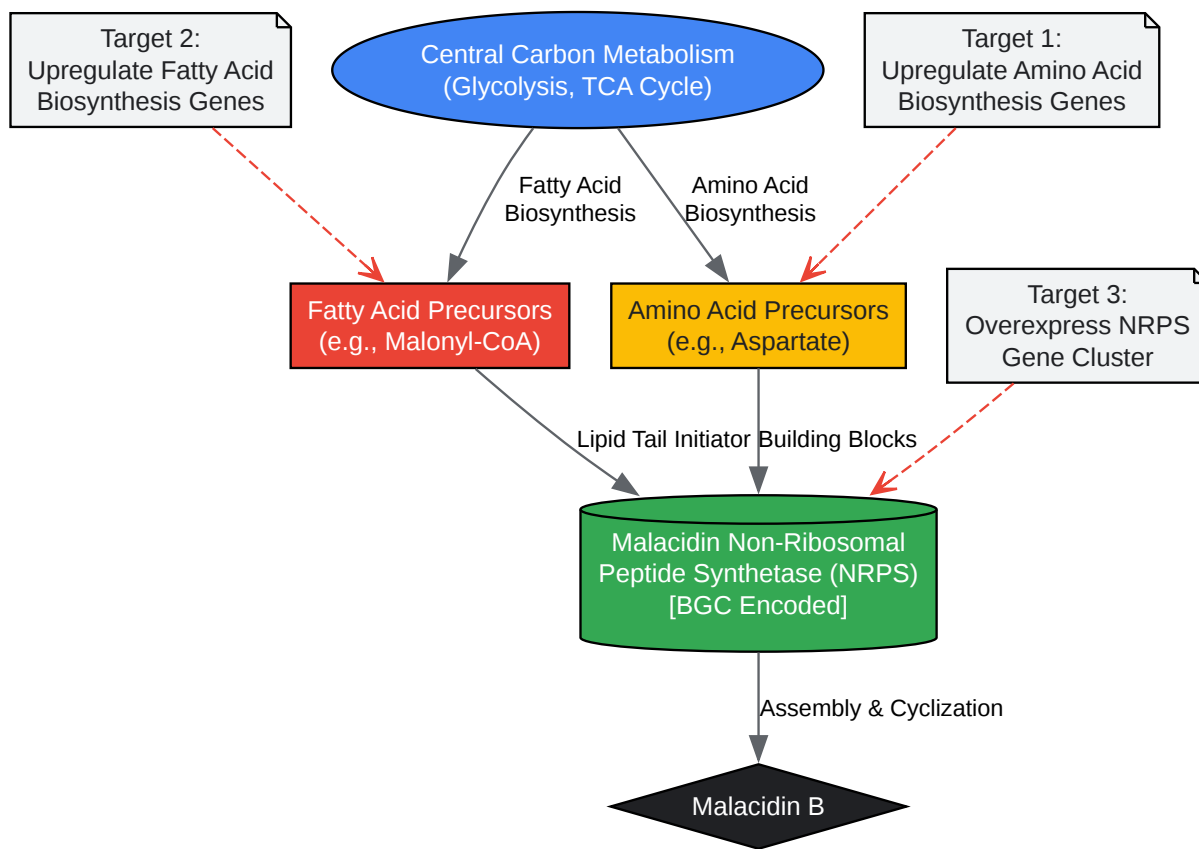 Target 2:
Upregulate Fatty Acid
Biosynthesis Genes
Central Carbon Metabolism
(Glycolysis, TCA Cycle)
Target 1:
Upregulate Amino Acid
Biosynthesis Genes
Fatty Acid
Biosynthesis
Amino Acid
Biosynthesis
Fatty Acid Precursors
(e.g., Malonyl-CoA)
Amino Acid Precursors
(e.g., Aspartate)
Target 3:
Overexpress NRPS
Gene Cluster
Lipid Tail Initiator
Building Blocks
Malacidin Non-Ribosomal
Peptide Synthetase (NRPS)
[BGC Encoded]
Assembly & Cyclization
Malacidin B